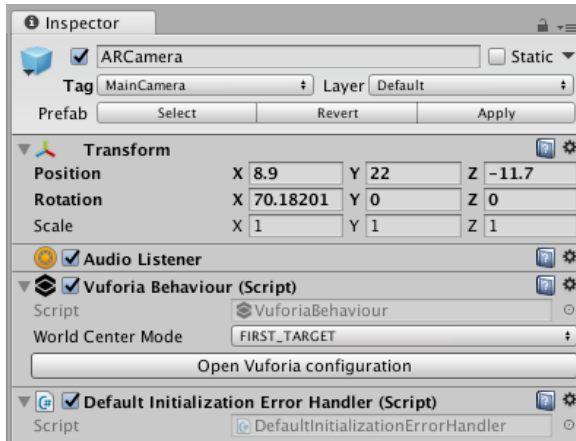 Inspector
ARCamera Static
Tag MainCamera Layer Default
Prefab Select Revert Apply
Transform
Position X 8.9 Y 22 Z -11.7
Rotation X 70.18201 Y 0 Z 0
Scale X 1 Y 1 Z 1
Audio Listener
Vuforia Behaviour (Script)
Script VuforiaBehaviour
World Center Mode FIRST_TARGET
Open Vuforia configuration
C# Default Initialization Error Handler (Script)
Script DefaultInitializationErrorHandler